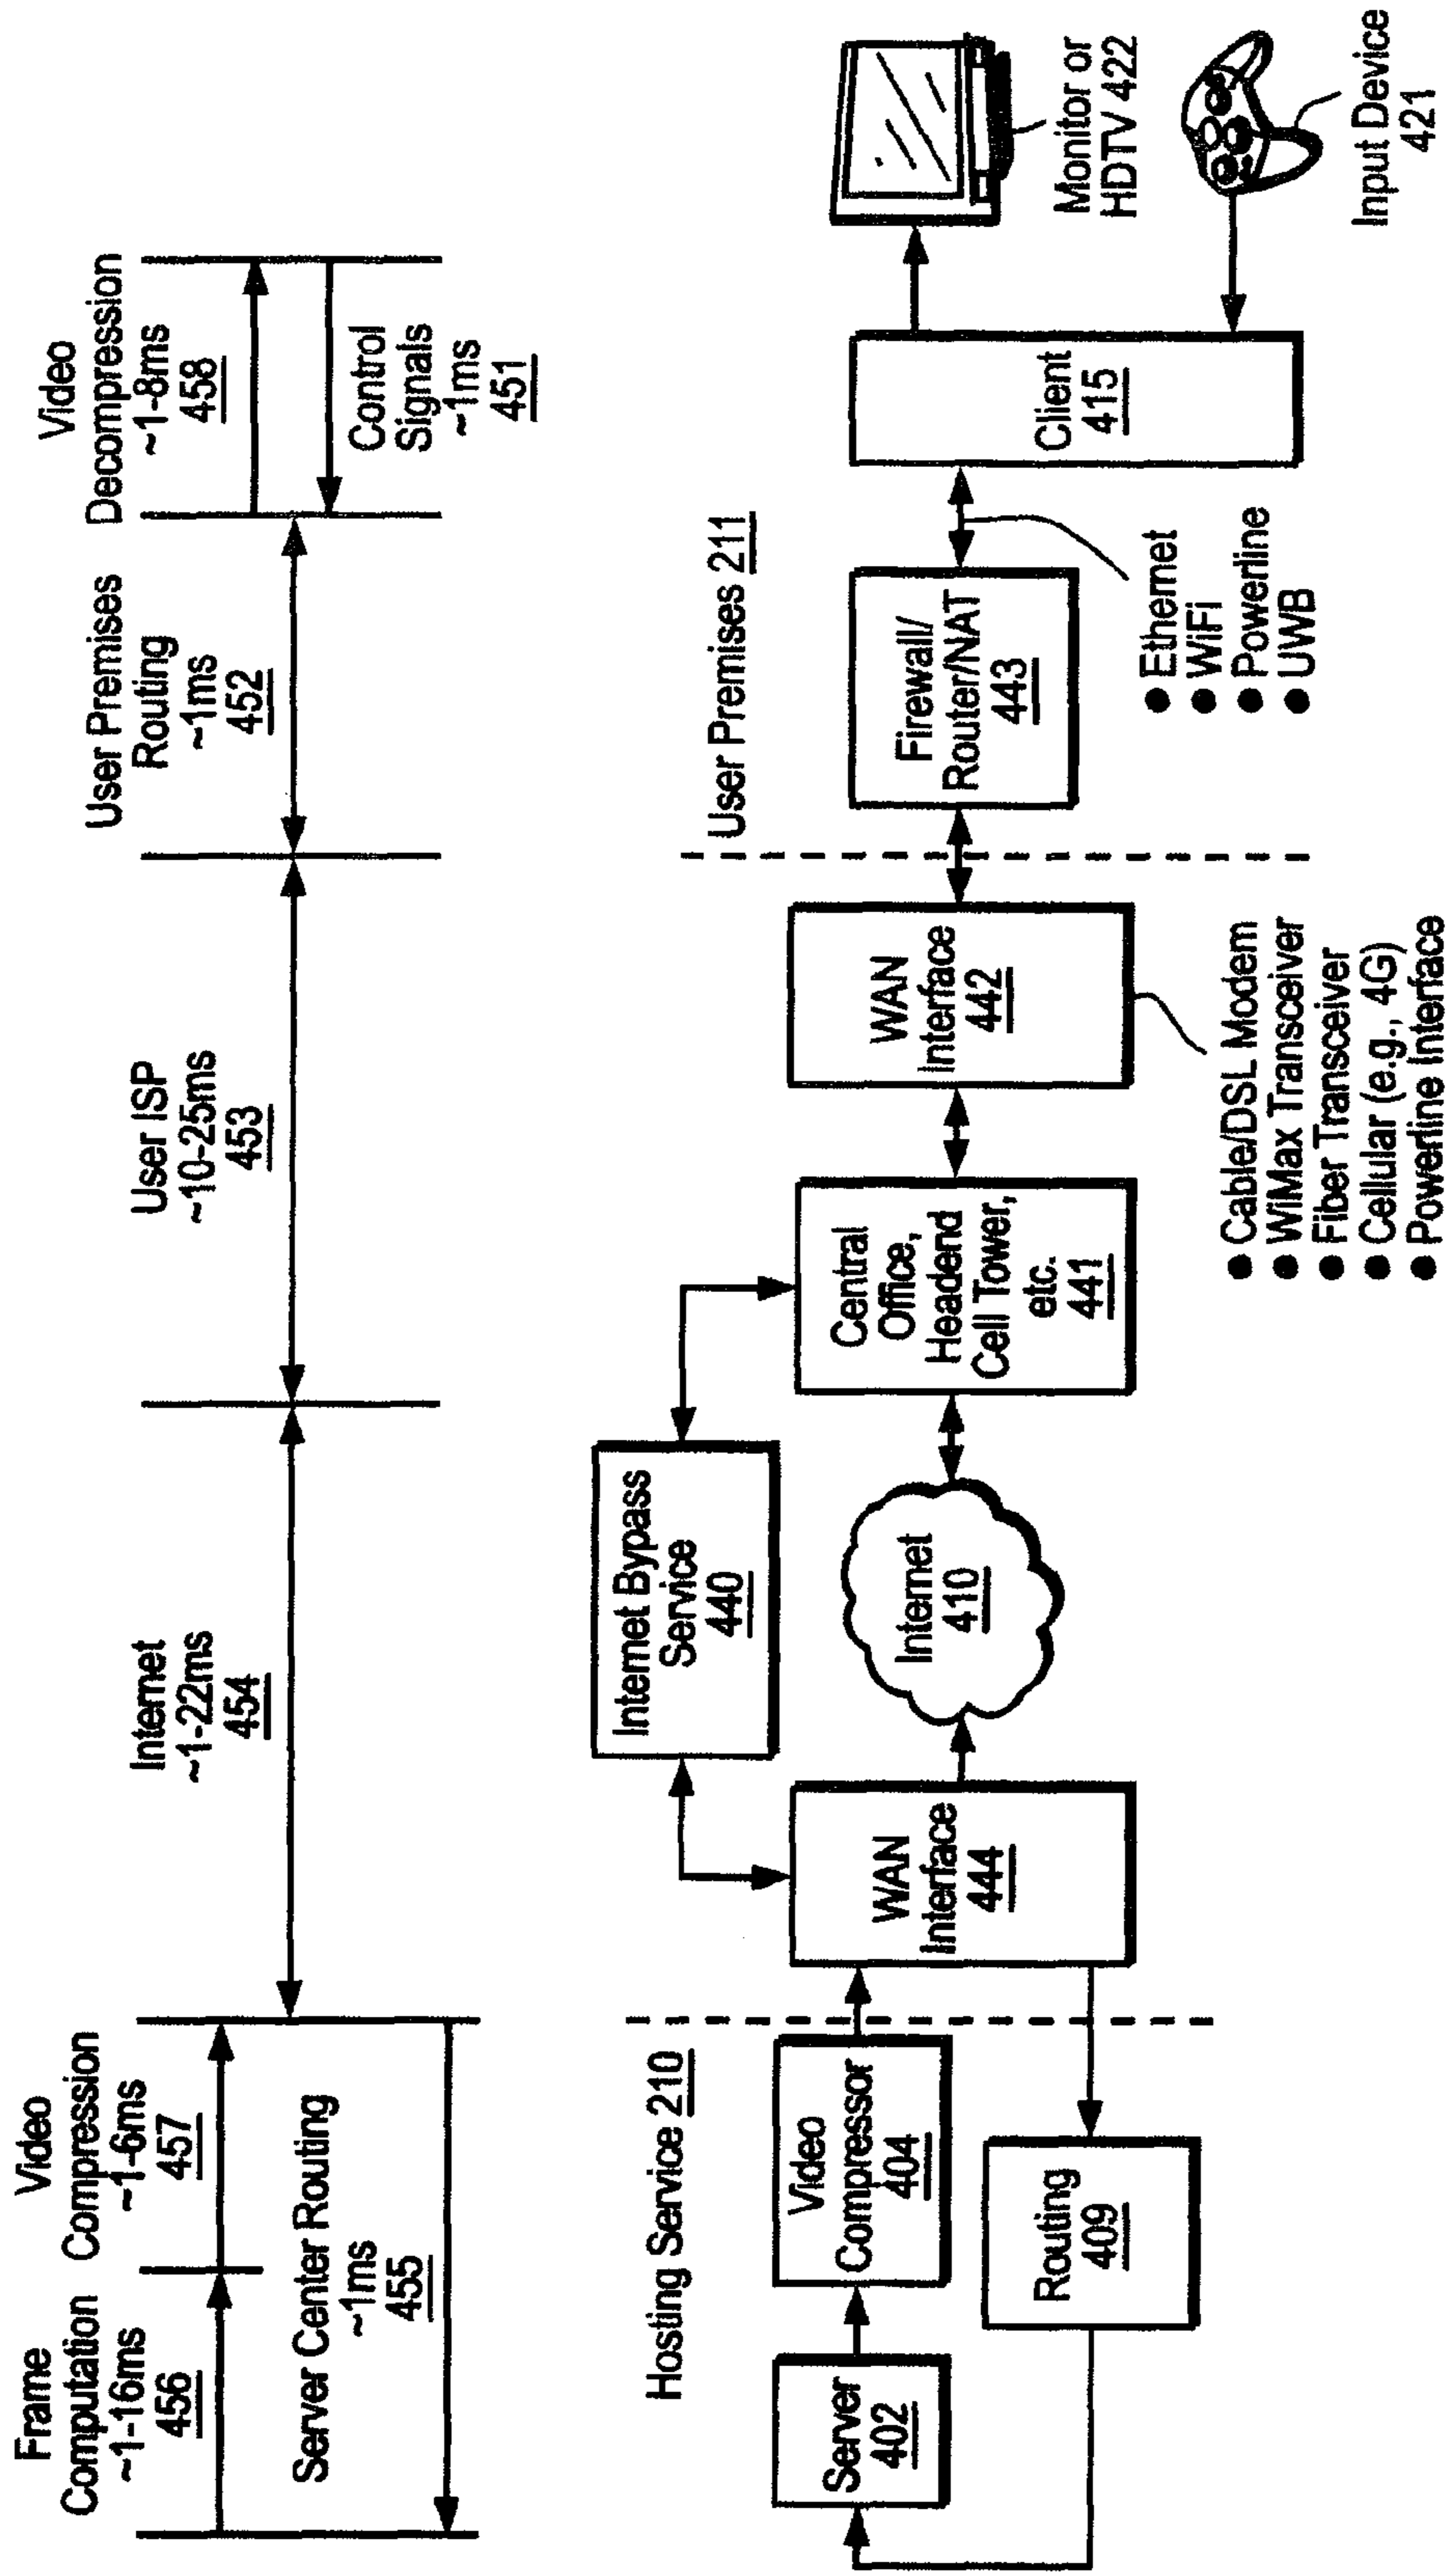 Frame
Computation
~1-16ms
456
Video
Compression
~1-6ms
457
Server Center Routing
~1ms
455
Internet
~1-22ms
454
User ISP
~10-25ms
453
User Premises
Routing
~1ms
452
Video
Decompression
~1-8ms
458
Control
Signals
~1ms
451
Hosting Service 210
Server
402
Video
Compressor
404
Routing
409
WAN
Interface
444
Internet Bypass
Service
440
Internet
410
Central
Office,
Headend
Cell Tower,
etc.
441
WAN
Interface
442
● Cable/DSL Modem
● WiMax Transceiver
● Fiber Transceiver
● Cellular (e.g., 4G)
● Powerline Interface
User Premises 211
Firewall/
Router/NAT
443
● Ethernet
● WiFi
● Powerline
● UWB
Client
415
Monitor or
HDTV 422
Input Device
421